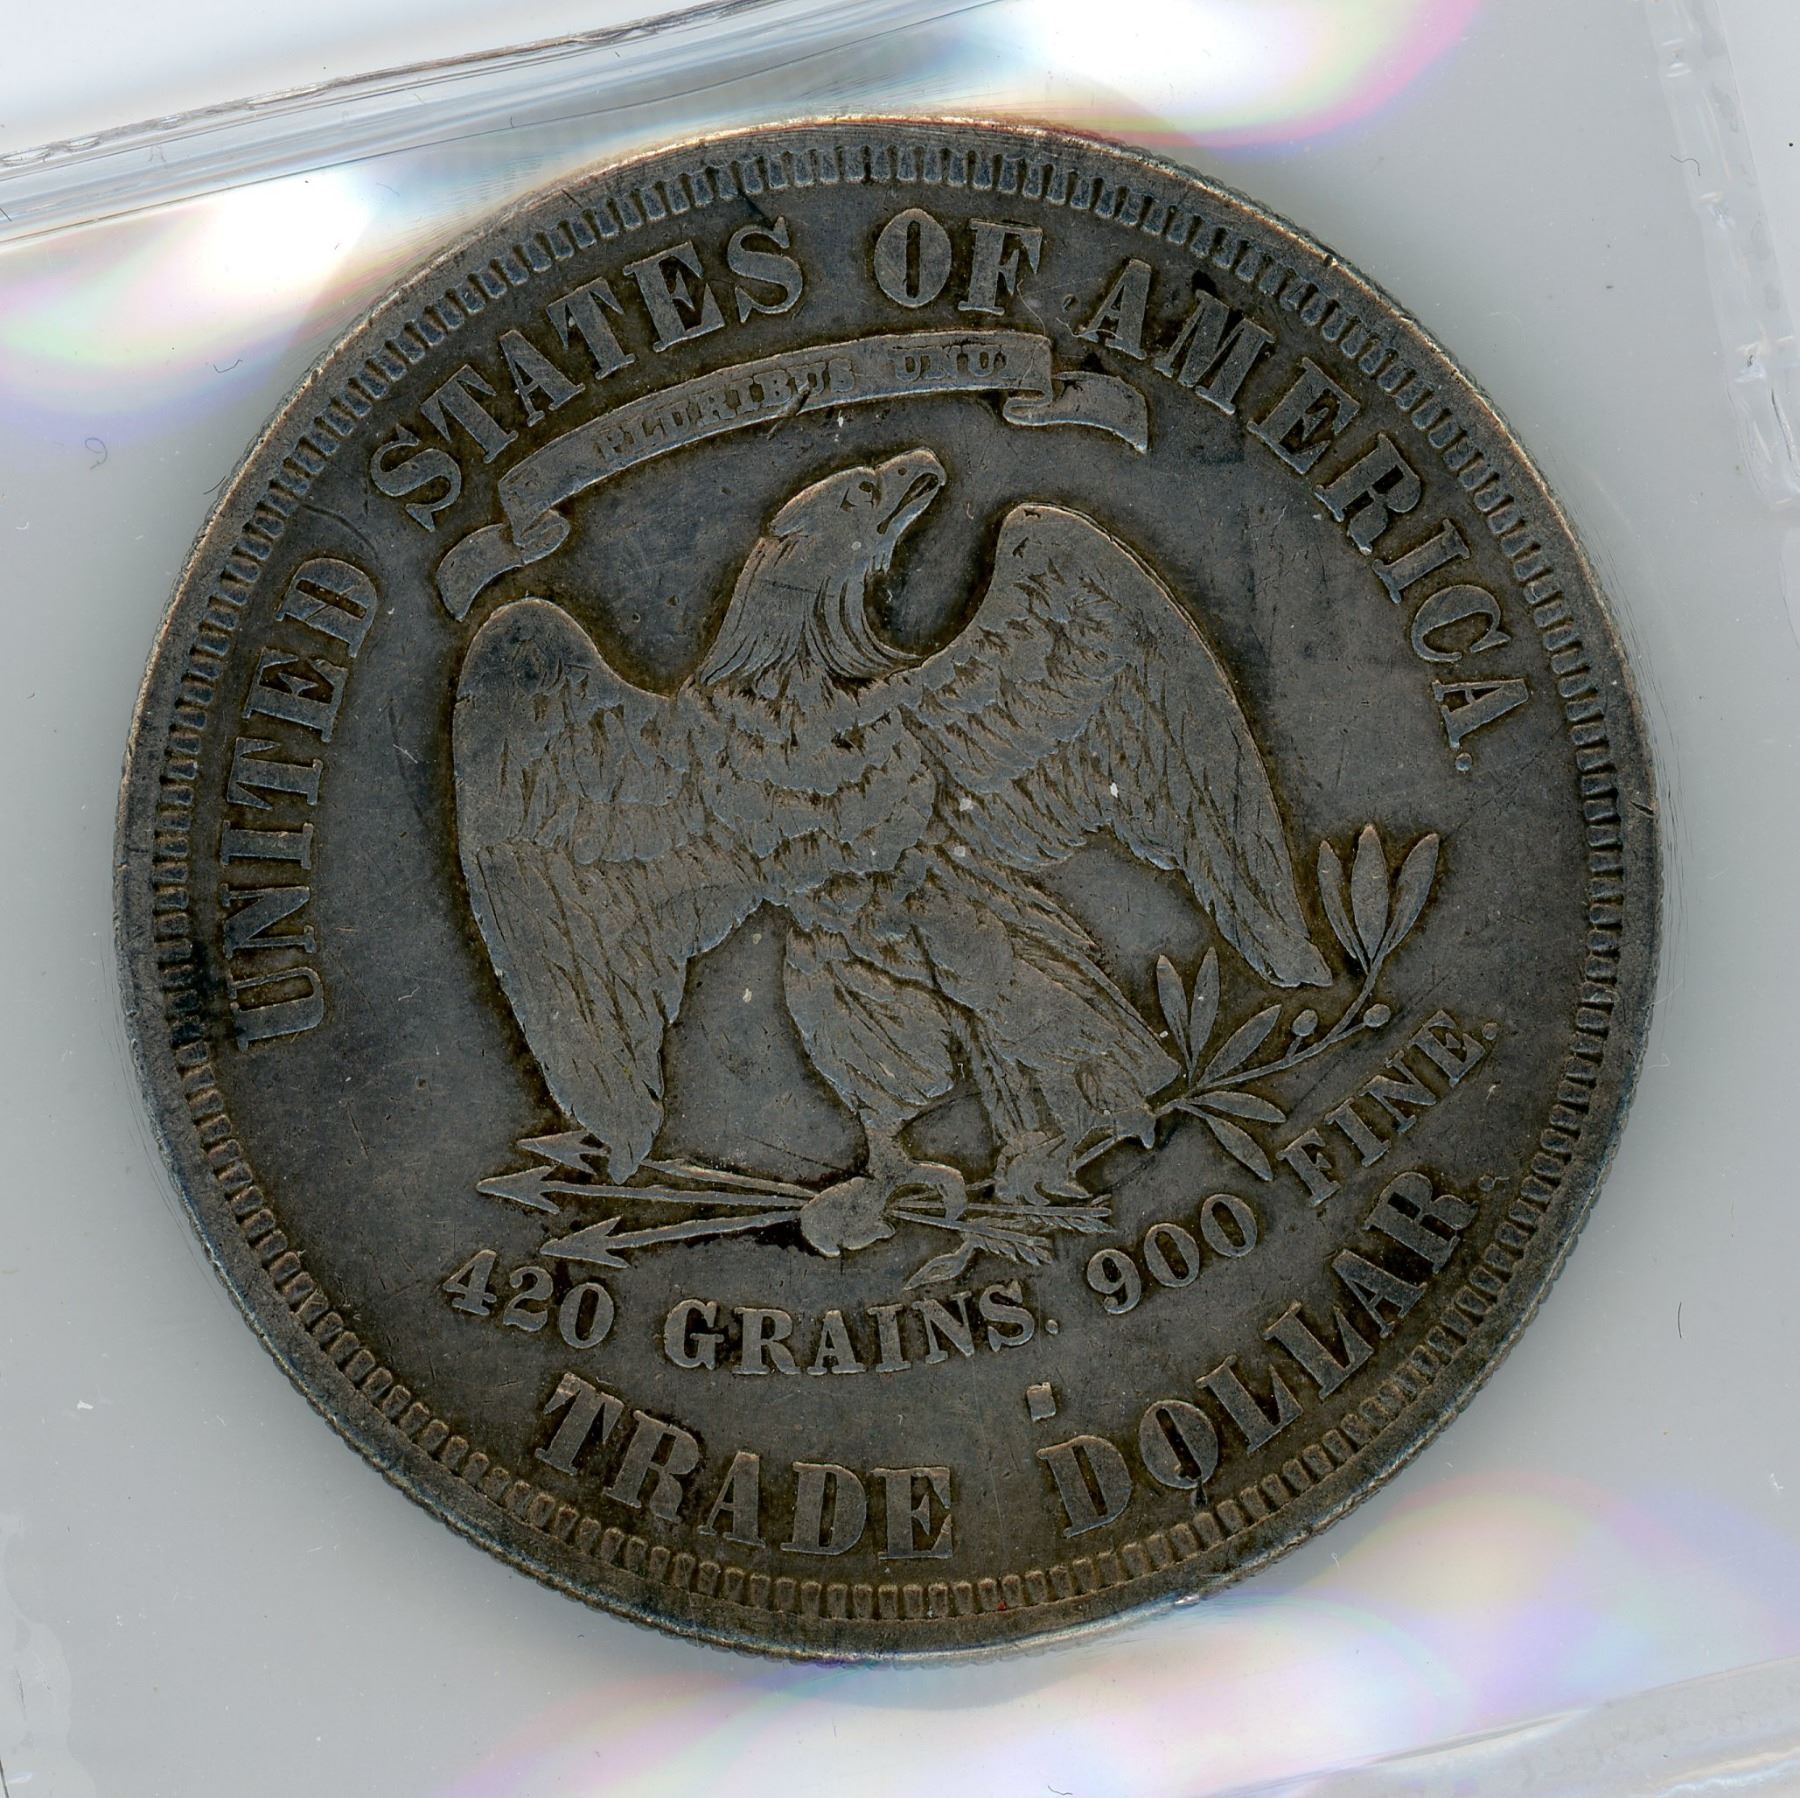 UNITED STATES OF AMERICA.
E PLURIBUS UNUM
420 GRAINS. 900 FINE.
TRADE DOLLAR.